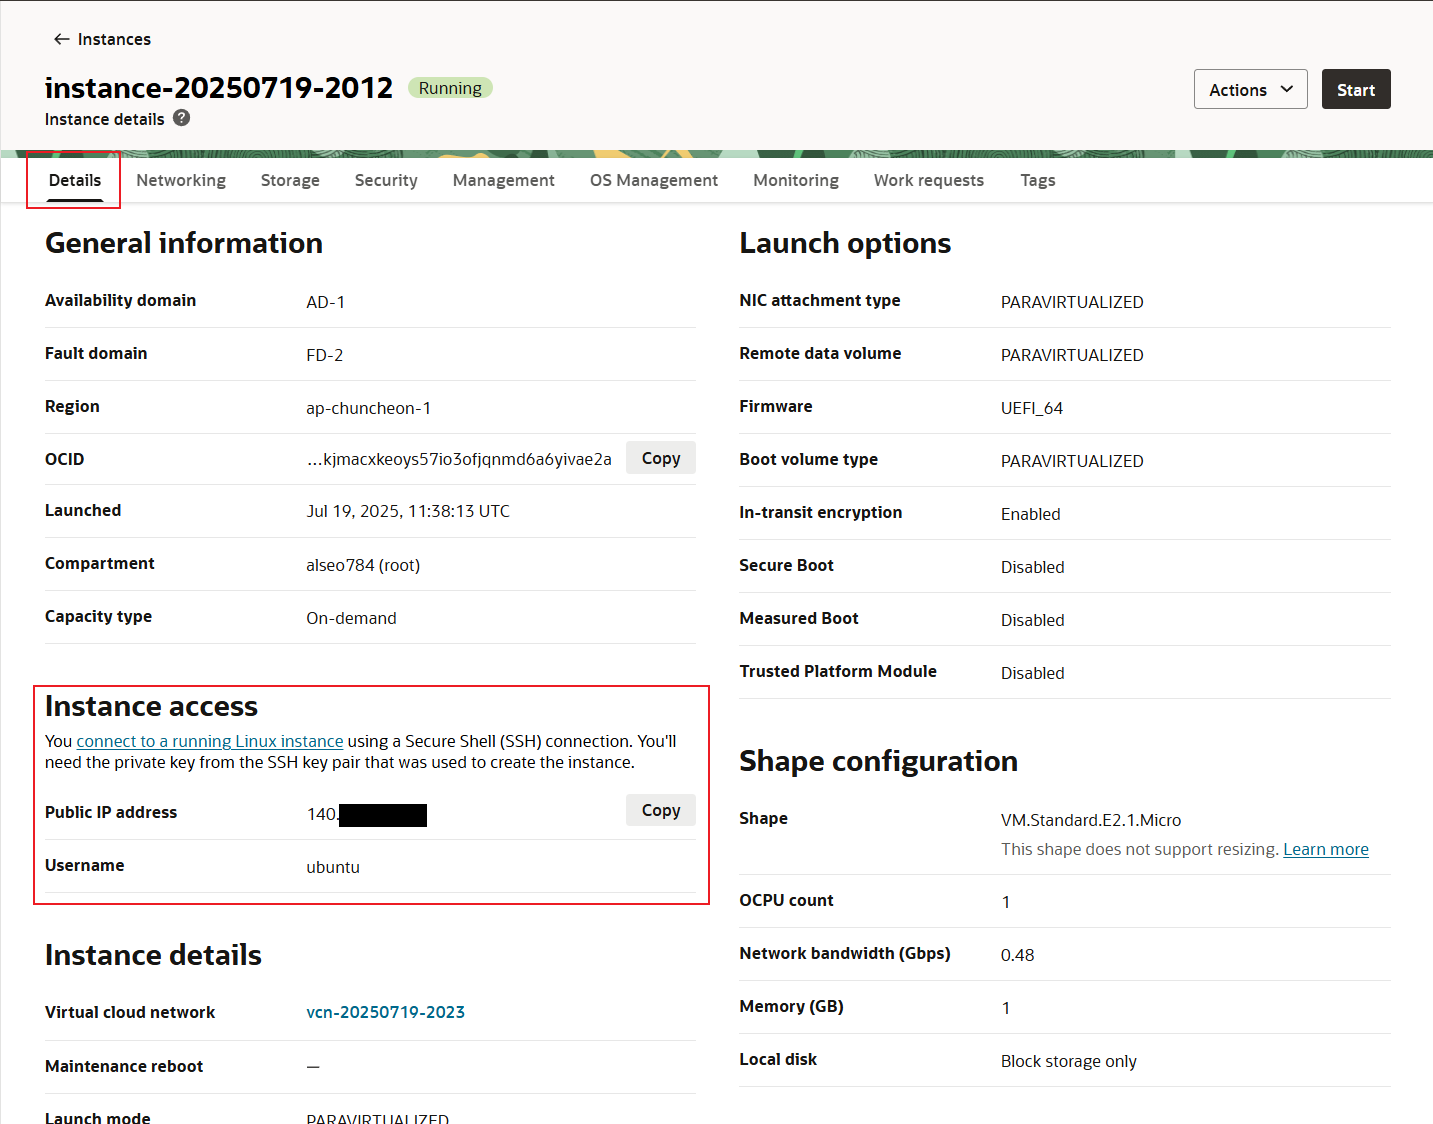 ← Instances
instance-20250719-2012 Running
Instance details ?
Actions
Start
Details Networking Storage Security Management OS Management Monitoring Work requests Tags
General information
Availability domain AD-1
Fault domain FD-2
Region ap-chuncheon-1
OCID ...kjmacxkeoys57io3ofjqnmd6a6yivae2a Copy
Launched Jul 19, 2025, 11:38:13 UTC
Compartment alseo784 (root)
Capacity type On-demand
Instance access
You connect to a running Linux instance using a Secure Shell (SSH) connection. You'll
need the private key from the SSH key pair that was used to create the instance.
Public IP address 140. Copy
Username ubuntu
Instance details
Virtual cloud network vcn-20250719-2023
Maintenance reboot —
Launch mode PARAVIRTUALIZED
Launch options
NIC attachment type PARAVIRTUALIZED
Remote data volume PARAVIRTUALIZED
Firmware UEFI_64
Boot volume type PARAVIRTUALIZED
In-transit encryption Enabled
Secure Boot Disabled
Measured Boot Disabled
Trusted Platform Module Disabled
Shape configuration
Shape VM.Standard.E2.1.Micro
This shape does not support resizing. Learn more
OCPU count 1
Network bandwidth (Gbps) 0.48
Memory (GB) 1
Local disk Block storage only